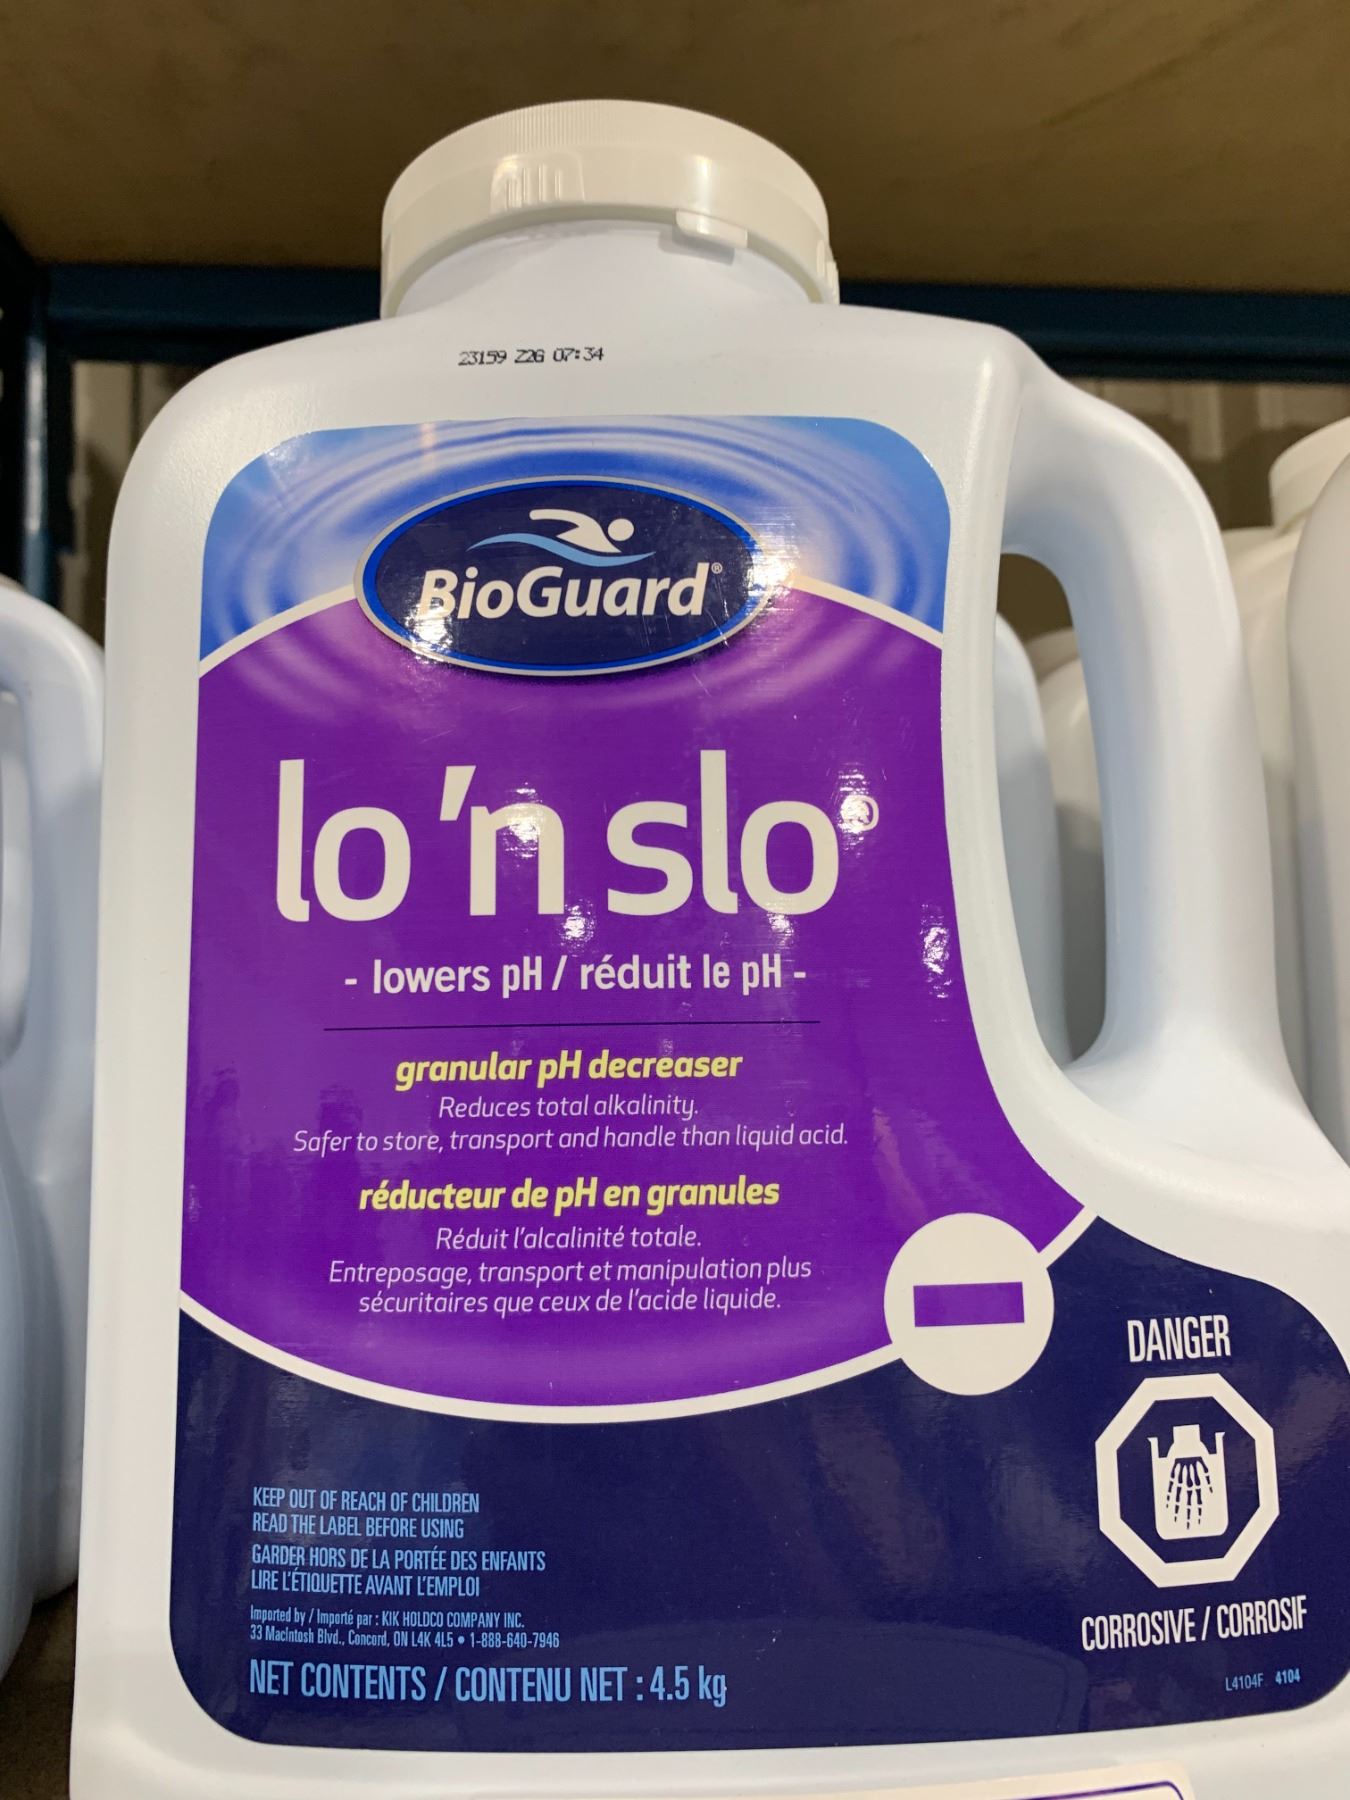 23159 Z26 07:34
BioGuard®
lo 'n slo®
- lowers pH / réduit le pH -
granular pH decreaser
Reduces total alkalinity.
Safer to store, transport and handle than liquid acid.
réducteur de pH en granules
Réduit l'alcalinité totale.
Entreposage, transport et manipulation plus
sécuritaires que ceux de l'acide liquide.
DANGER
CORROSIVE / CORROSIF
KEEP OUT OF REACH OF CHILDREN
READ THE LABEL BEFORE USING
GARDER HORS DE LA PORTÉE DES ENFANTS
LIRE L'ÉTIQUETTE AVANT L'EMPLOI
Imported by / Importé par : KIK HOLDCO COMPANY INC.
33 MacIntosh Blvd., Concord, ON L4K 4L5 • 1-888-640-7946
NET CONTENTS / CONTENU NET : 4.5 kg
L4104F 4104